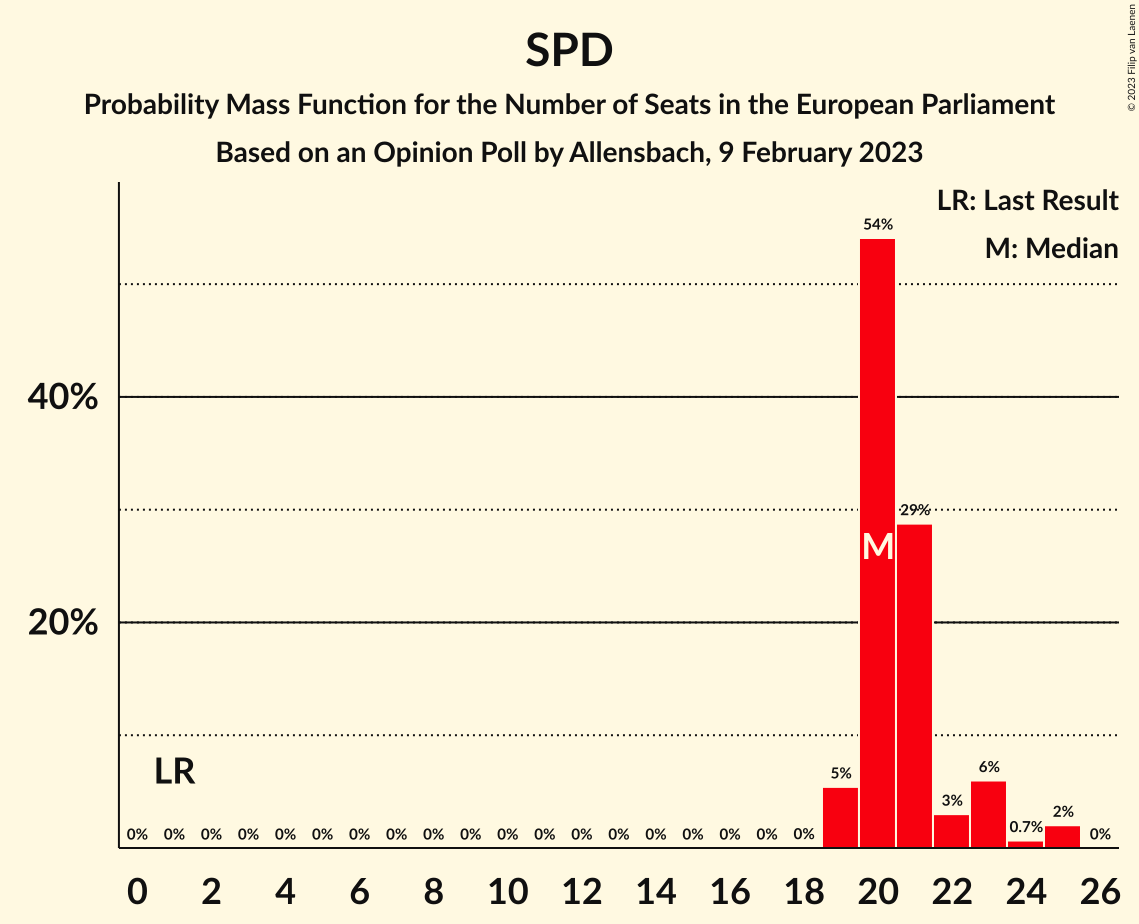 SPD
Probability Mass Function for the Number of Seats in the European Parliament
Based on an Opinion Poll by Allensbach, 9 February 2023
© 2023 Filip van Laenen
LR: Last Result
M: Median
54%
40%
29%
M
20%
LR
0% 0% 0% 0% 0% 0% 0% 0% 0% 0% 0% 0% 0% 0% 0% 0% 0% 0% 0% 5% 3% 6% 0.7% 2% 0%
0 2 4 6 8 10 12 14 16 18 20 22 24 26